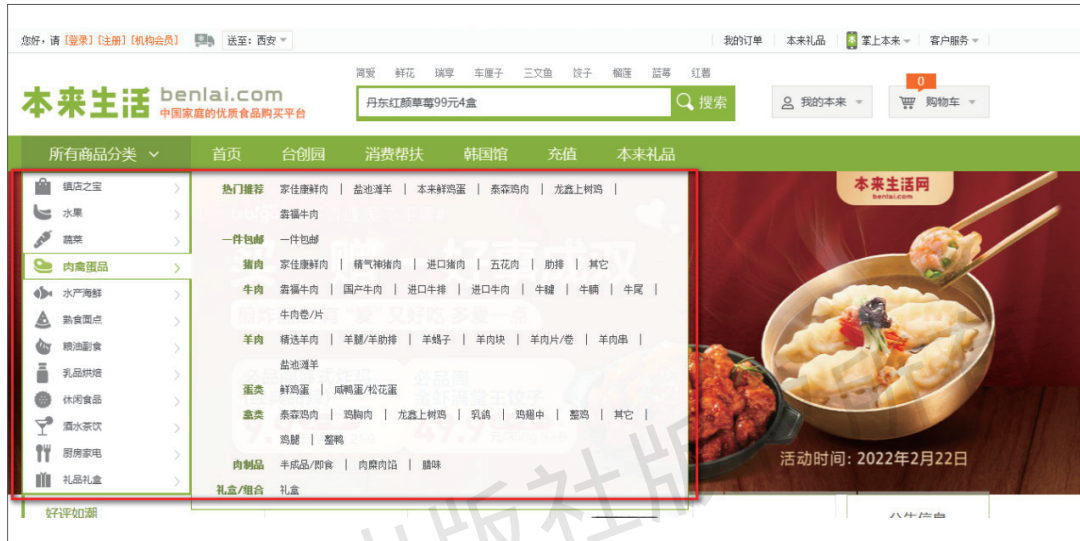 您好，请 [登录] [注册] [机构会员] 送至：西安 我的订单 本来礼品 掌上本来 客户服务
简爱 鲜花 瑞享 车厘子 三文鱼 饺子 榴莲 蓝莓 红薯
本来生活 benlai.com
中国家庭的优质食品购买平台
丹东红颜草莓99元4盒 搜索
我的本来 0 购物车
所有商品分类 首页 台创园 消费帮扶 韩国馆 充值 本来礼品
镇店之宝
水果
蔬菜
肉禽蛋品
水产海鲜
熟食面点
粮油副食
乳品烘焙
休闲食品
酒水茶饮
厨房家电
礼品礼盒
热门推荐 家佳康鲜肉 | 盐池滩羊 | 本来鲜鸡蛋 | 泰森鸡肉 | 龙鑫上树鸡 |
犇福牛肉
一件包邮 一件包邮
猪肉 家佳康鲜肉 | 精气神猪肉 | 进口猪肉 | 五花肉 | 肋排 | 其它
牛肉 犇福牛肉 | 国产牛肉 | 进口牛排 | 进口牛肉 | 牛腱 | 牛腩 | 牛尾 |
牛肉卷/片
羊肉 精选羊肉 | 羊腿/羊肋排 | 羊蝎子 | 羊肉块 | 羊肉片/卷 | 羊肉串 |
盐池滩羊
蛋类 鲜鸡蛋 | 咸鸭蛋/松花蛋
禽类 泰森鸡肉 | 鸡胸肉 | 龙鑫上树鸡 | 乳鸽 | 鸡翅中 | 整鸡 | 其它 |
鸡腿 | 整鸭
肉制品 半成品/即食 | 肉糜肉馅 | 腊味
礼盒/组合 礼盒
本来生活网
benlai.com
活动时间：2022年2月22日
好评如潮
公告信息
出版社版